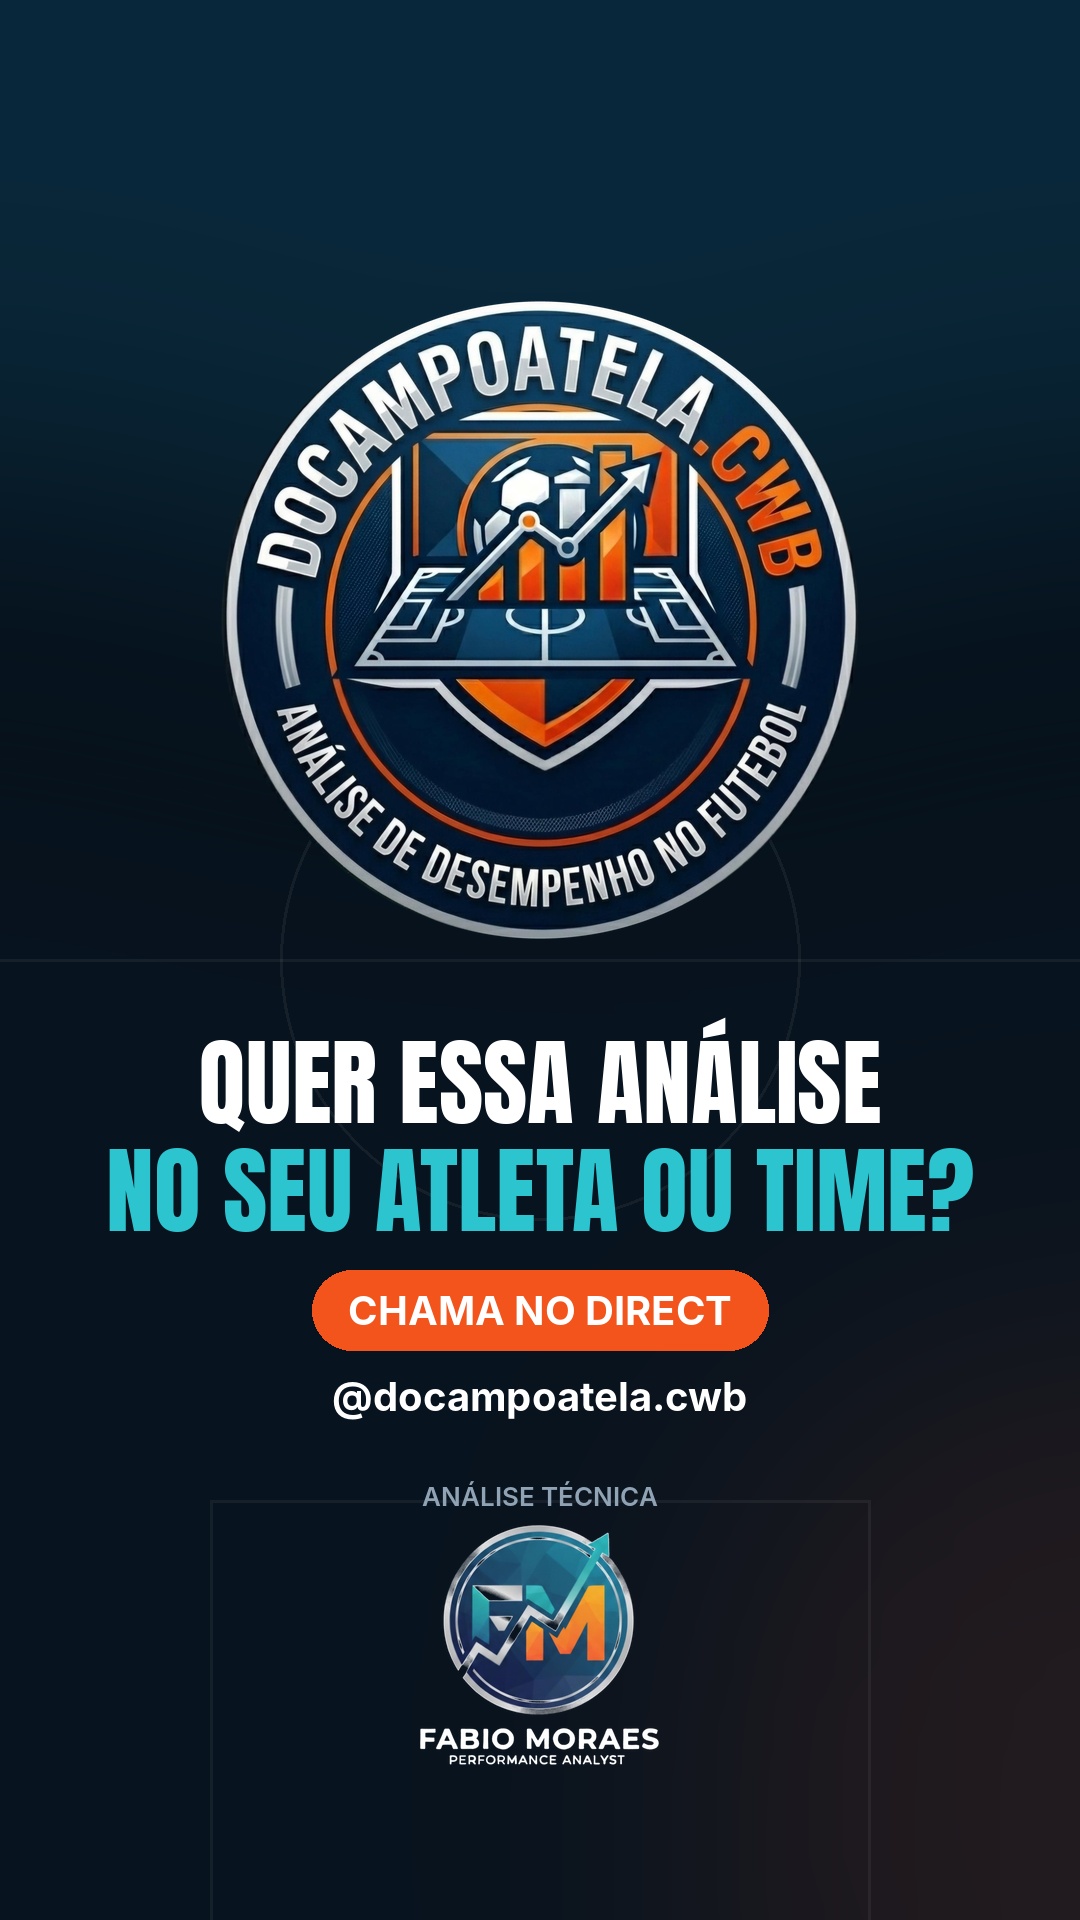 DOCAMPOATELA.CWB
ANÁLISE DE DESEMPENHO NO FUTEBOL
QUER ESSA ANÁLISE
NO SEU ATLETA OU TIME?
CHAMA NO DIRECT
@docampoatela.cwb
ANÁLISE TÉCNICA
FM
FABIO MORAES
PERFORMANCE ANALYST